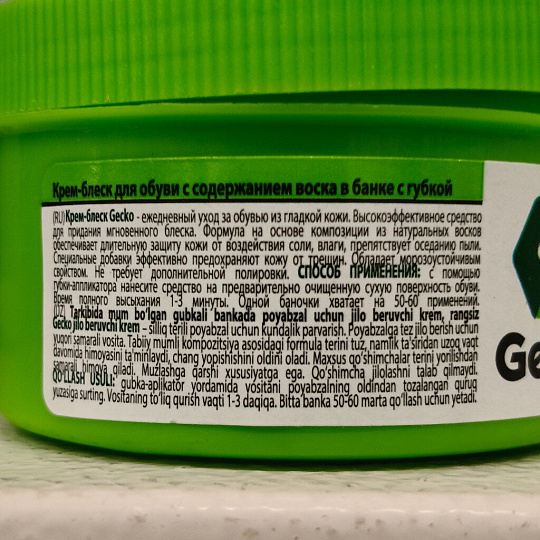 Крем-блеск для обуви с содержанием воска в банке с губкой
(RU) Крем-блеск Gecko - ежедневный уход за обувью из гладкой кожи. Высокоэффективное средство
для придания мгновенного блеска. Формула на основе композиции из натуральных восков
обеспечивает длительную защиту кожи от воздействия соли, влаги, препятствует оседанию пыли.
Специальные добавки эффективно предохраняют кожу от трещин. Обладает морозоустойчивым
свойством. Не требует дополнительной полировки. СПОСОБ ПРИМЕНЕНИЯ: с помощью
губки-аппликатора нанесите средство на предварительно очищенную сухую поверхность обуви.
Время полного высыхания 1-3 минуты. Одной баночки хватает на 50-60 применений.
(UZ) Tarkibida mum bo'lgan gubkali bankada poyabzal uchun jilo beruvchi krem, rangsiz
Gecko jilo beruvchi krem – silliq terili poyabzal uchun kundalik parvarish. Poyabzalga tez jilo berish uchun
yuqori samarali vosita. Tabiiy mumli kompozitsiya asosidagi formula terini tuz, namlik ta'siridan uzoq vaqt
davomida himoyasini ta'minlaydi, chang yopishishini oldini oladi. Maxsus qo'shimchalar terini yorilishdan
samarali himoya qiladi. Muzlashga qarshi xususiyatga ega. Qo'shimcha jilolashni talab qilmaydi.
QO'LLASH USULI: gubka-aplikator yordamida vositani poyabzalning oldindan tozalangan quruq
yuzasiga surting. Vositaning to'liq qurish vaqti 1-3 daqiqa. Bitta banka 50-60 marta qo'llash uchun yetadi.
Ge